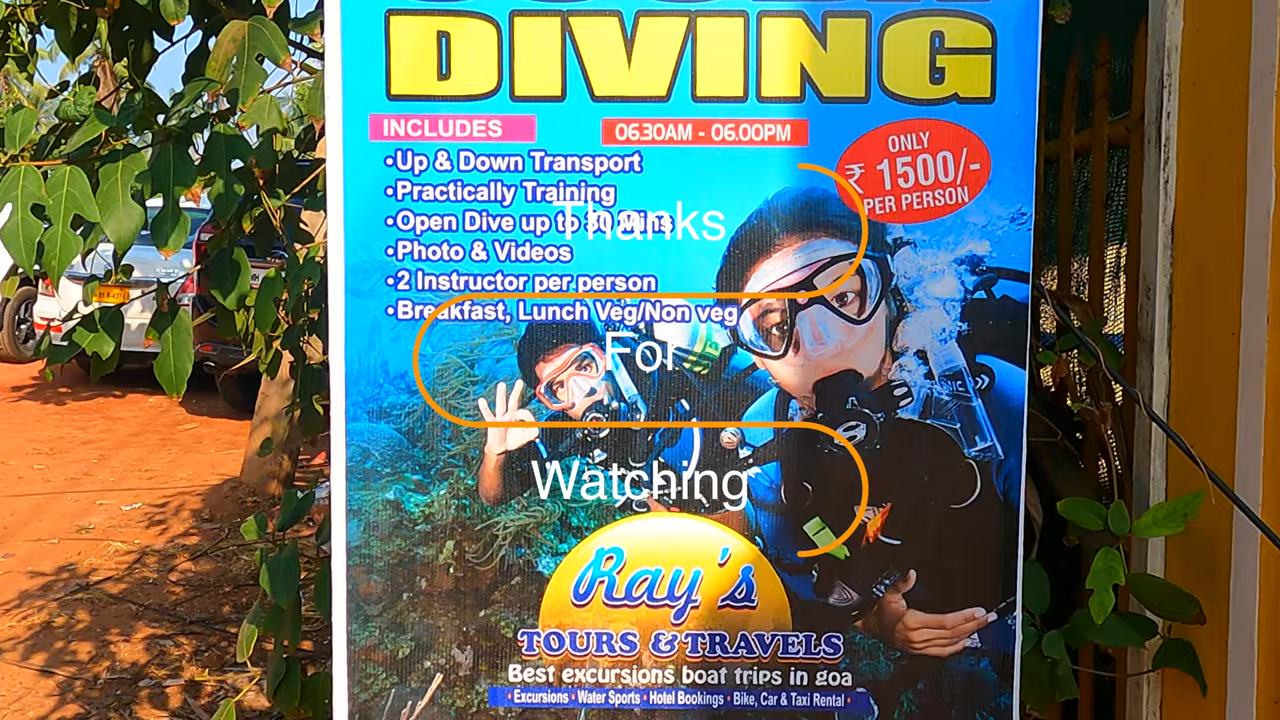 DIVING
INCLUDES
06.30AM - 06.00PM
ONLY
₹ 1500/-
PER PERSON
•Up & Down Transport
•Practically Training
•Open Dive up to 30 Mins
•Photo & Videos
•2 Instructor per person
•Breakfast, Lunch Veg/Non veg
Thanks
For
Watching
Ray's
TOURS & TRAVELS
Best excursions boat trips in goa
• Excursions • Water Sports • Hotel Bookings • Bike, Car & Taxi Rental •